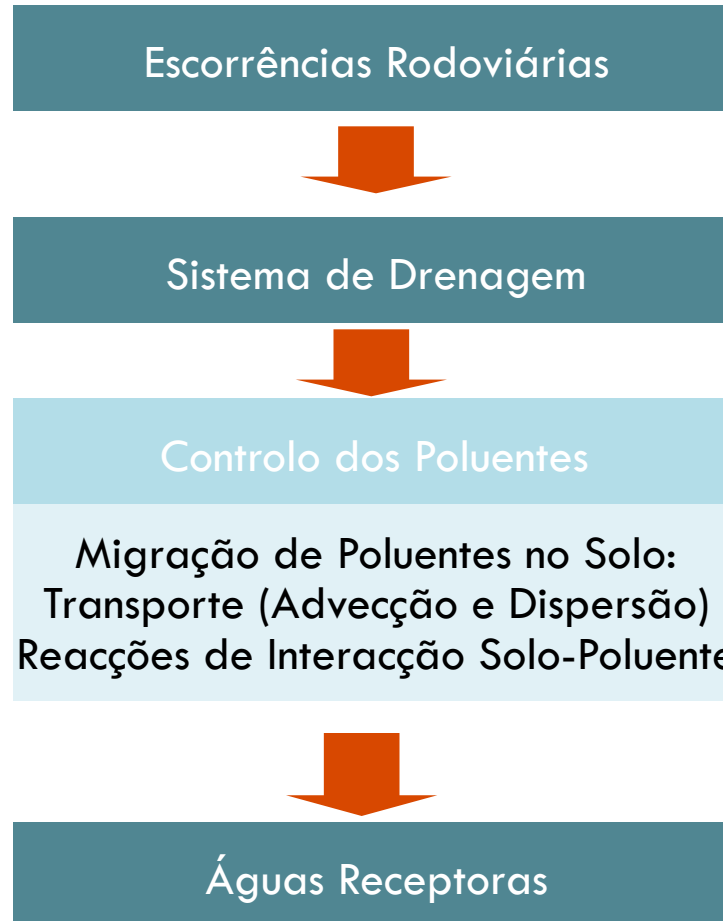 Escorrências Rodoviárias
Sistema de Drenagem
Controlo dos Poluentes
Migração de Poluentes no Solo:
Transporte (Advecção e Dispersão)
Reacções de Interacção Solo-Poluente
Águas Receptoras